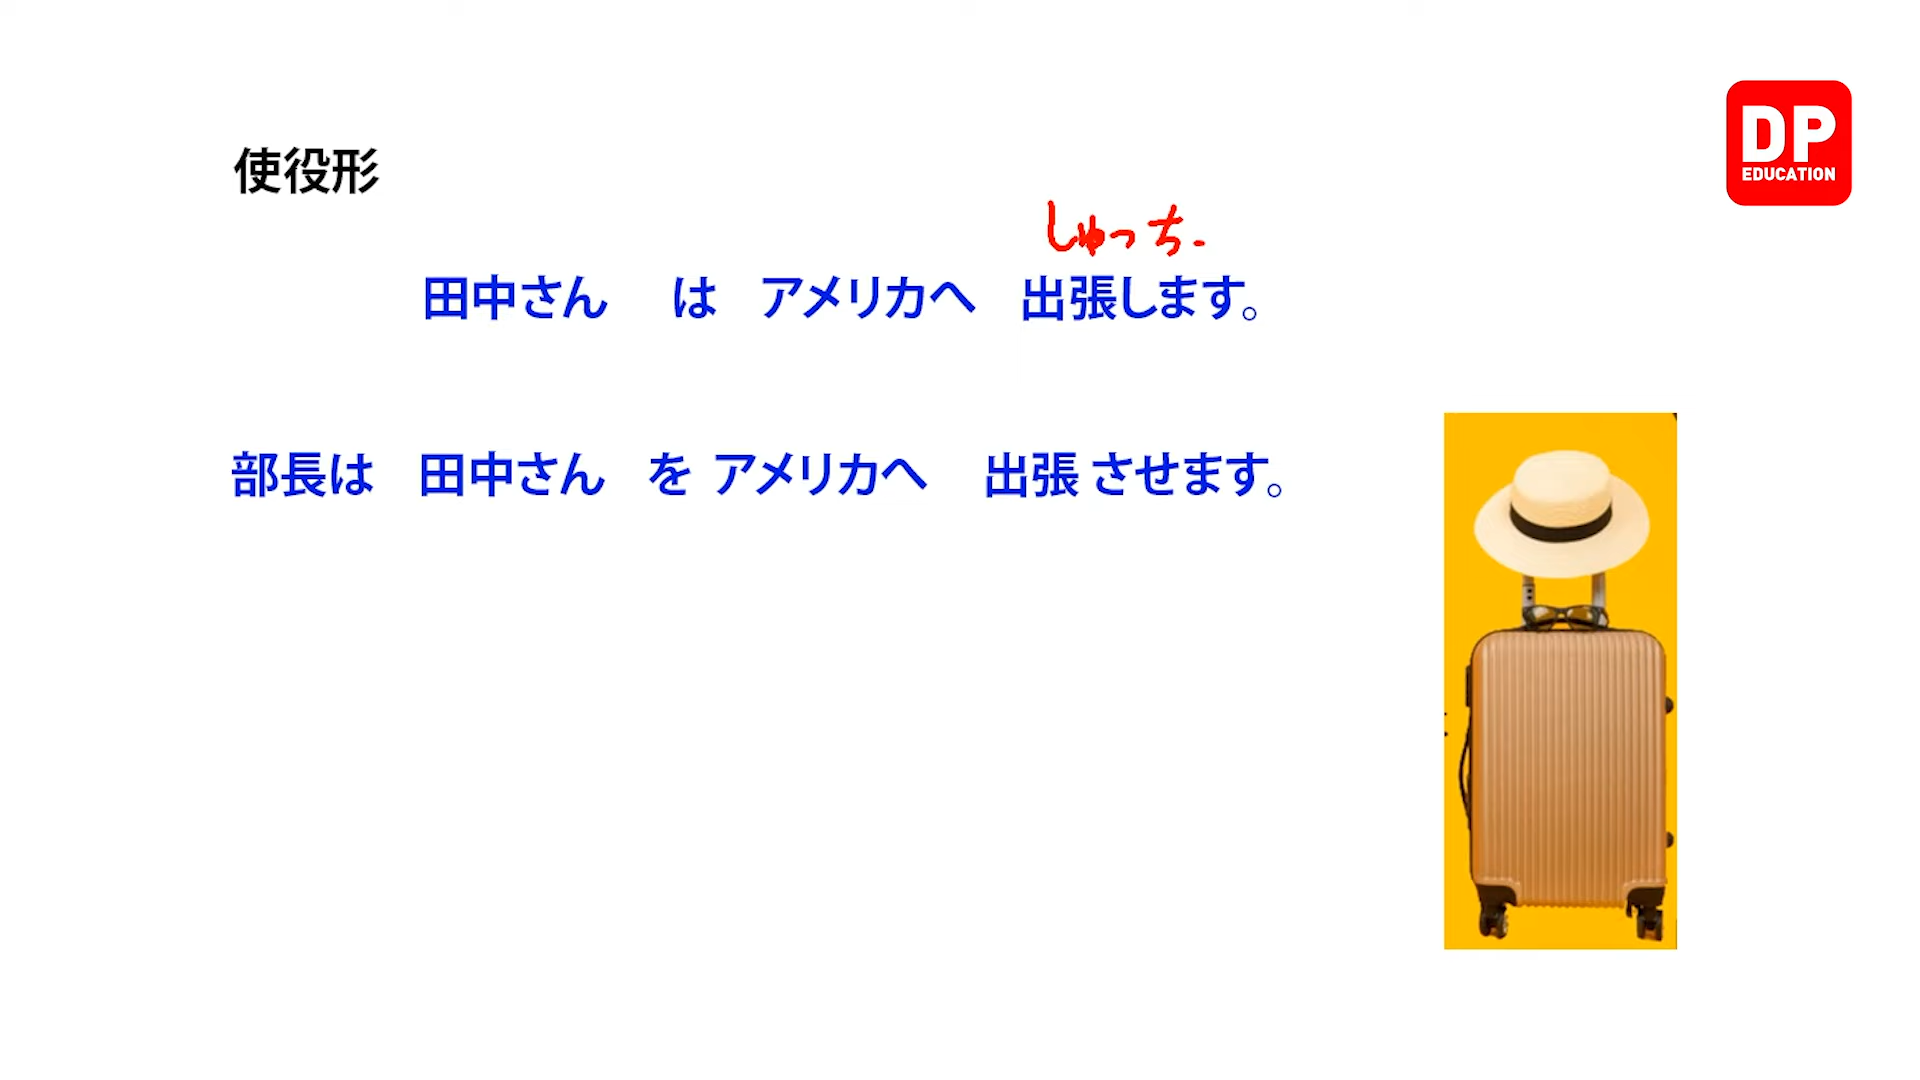 DP
EDUCATION
使役形
しゅっち
田中さん は アメリカへ 出張します。
部長は 田中さん を アメリカへ 出張 させます。